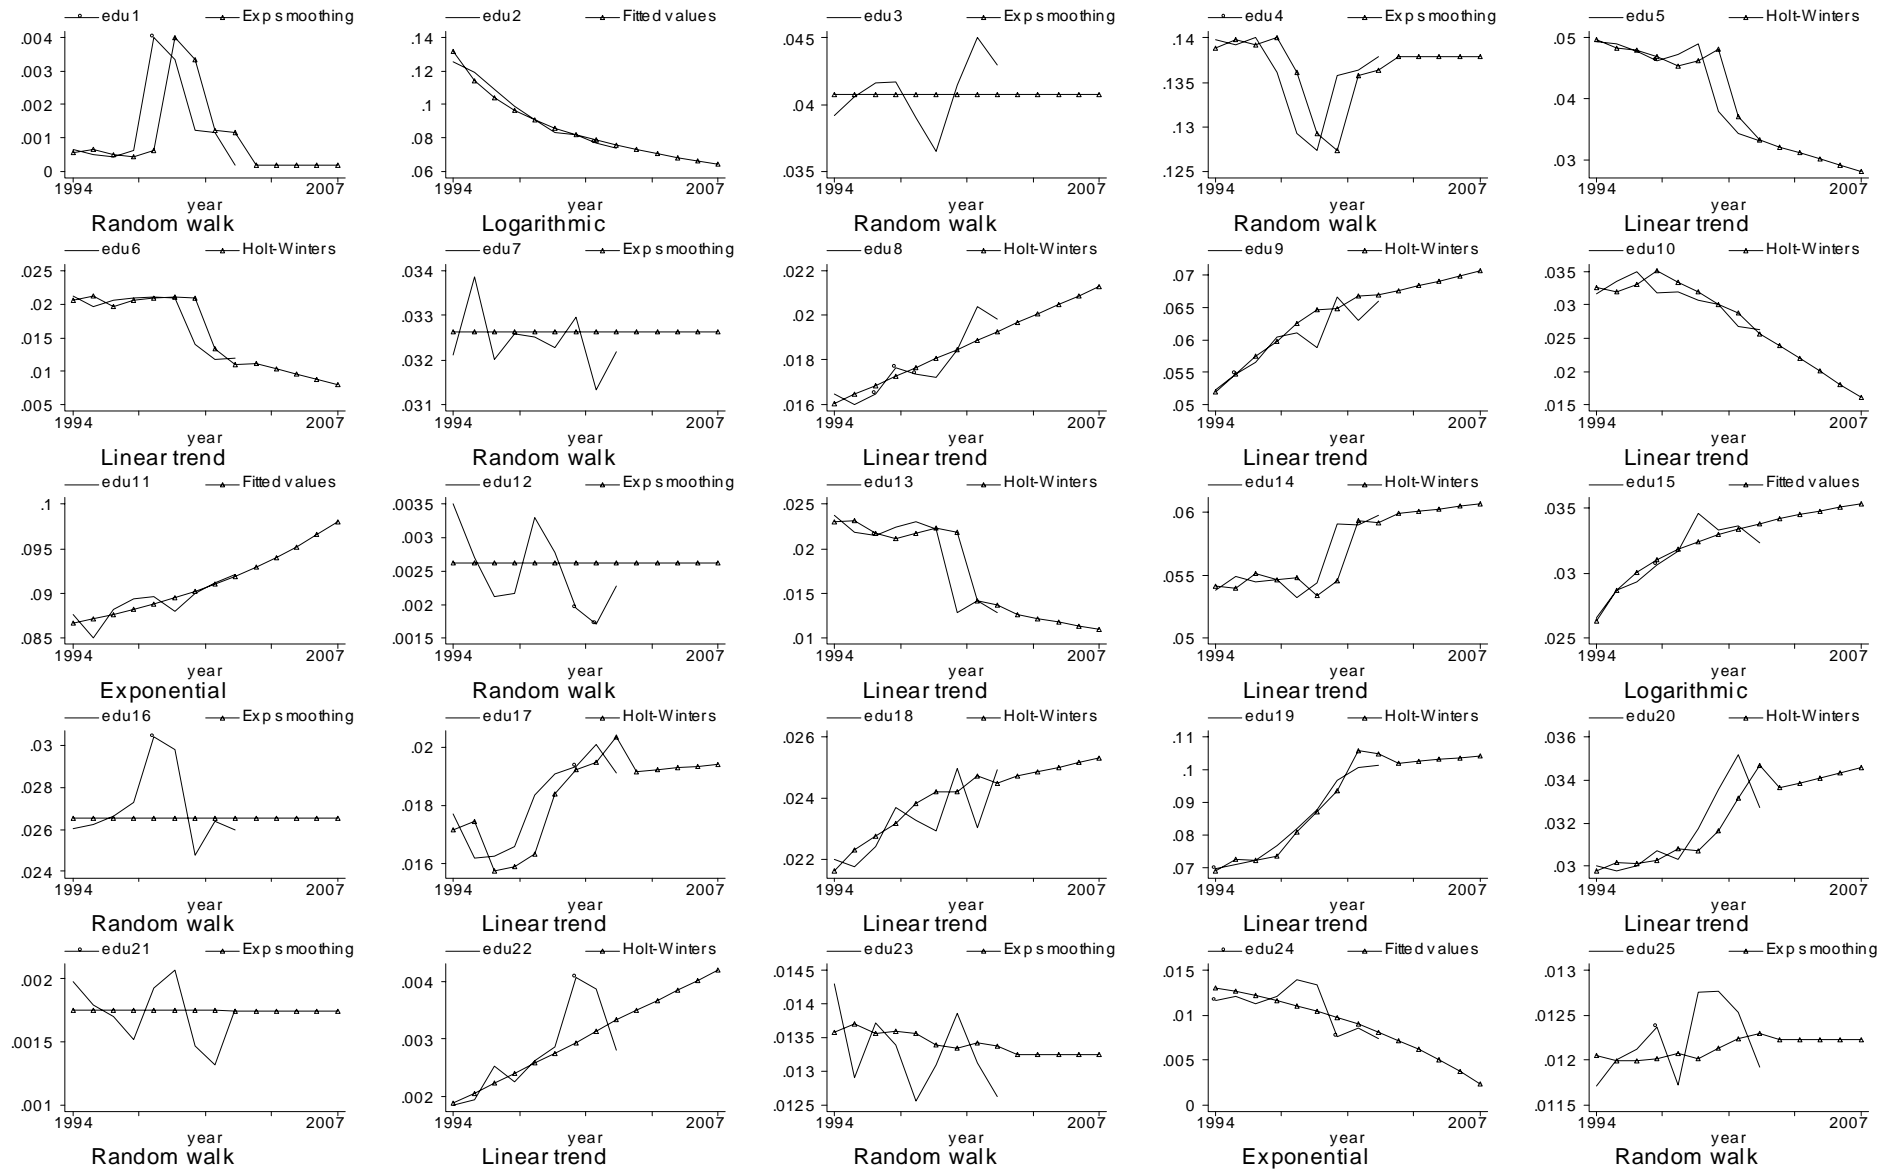 edu1 Exp smoothing edu2 Fitted values edu3 Exp smoothing edu4 Exp smoothing edu5 Holt-Winters
.004 .14 .045 .14 .05
.003 .12 .135 .04
.002 .1 .04 .13
.001 .08 .03
0 .06 .035 .125
1994 2007 1994 2007 1994 2007 1994 2007 1994 2007
year year year year year
Random walk Logarithmic Random walk Random walk Linear trend
edu6 Holt-Winters edu7 Exp smoothing edu8 Holt-Winters edu9 Holt-Winters edu10 Holt-Winters
.025 .034 .022 .07 .035
.02 .033 .02 .065 .03
.015 .032 .018 .06 .025
.01 .055 .02
.005 .031 .016 .05 .015
1994 2007 1994 2007 1994 2007 1994 2007 1994 2007
year year year year year
Linear trend Random walk Linear trend Linear trend Linear trend
edu11 Fitted values edu12 Exp smoothing edu13 Holt-Winters edu14 Holt-Winters edu15 Fitted values
.1 .0035 .025 .06 .035
.095 .003 .02
.0025 .055 .03
.09 .002 .015
.085 .0015 .01 .05 .025
1994 2007 1994 2007 1994 2007 1994 2007 1994 2007
year year year year year
Exponential Random walk Linear trend Linear trend Logarithmic
edu16 Exp smoothing edu17 Holt-Winters edu18 Holt-Winters edu19 Holt-Winters edu20 Holt-Winters
.03 .02 .026 .11 .036
.028 .1 .034
.018 .024 .09
.026 .08 .032
.024 .016 .022 .07 .03
1994 2007 1994 2007 1994 2007 1994 2007 1994 2007
year year year year year
Random walk Linear trend Linear trend Linear trend Linear trend
edu21 Exp smoothing edu22 Holt-Winters edu23 Exp smoothing edu24 Fitted values edu25 Exp smoothing
.002 .004 .0145 .015 .013
.014 .01 .0125
.0015 .003 .0135 .012
.013 .005
.001 .002 .0125 0 .0115
1994 2007 1994 2007 1994 2007 1994 2007 1994 2007
year year year year year
Random walk Linear trend Random walk Exponential Random walk